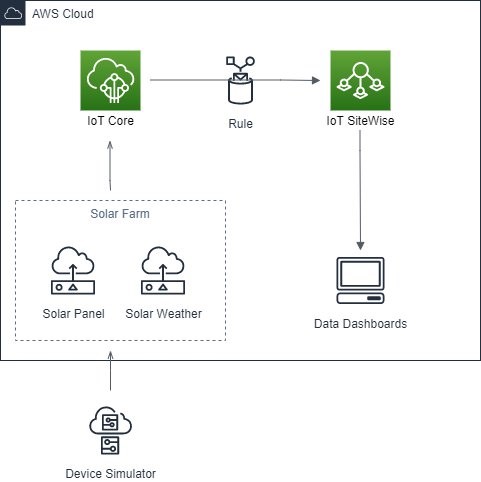 AWS Cloud
IoT Core
Rule
IoT SiteWise
Solar Farm
Solar Panel
Solar Weather
Data Dashboards
Device Simulator